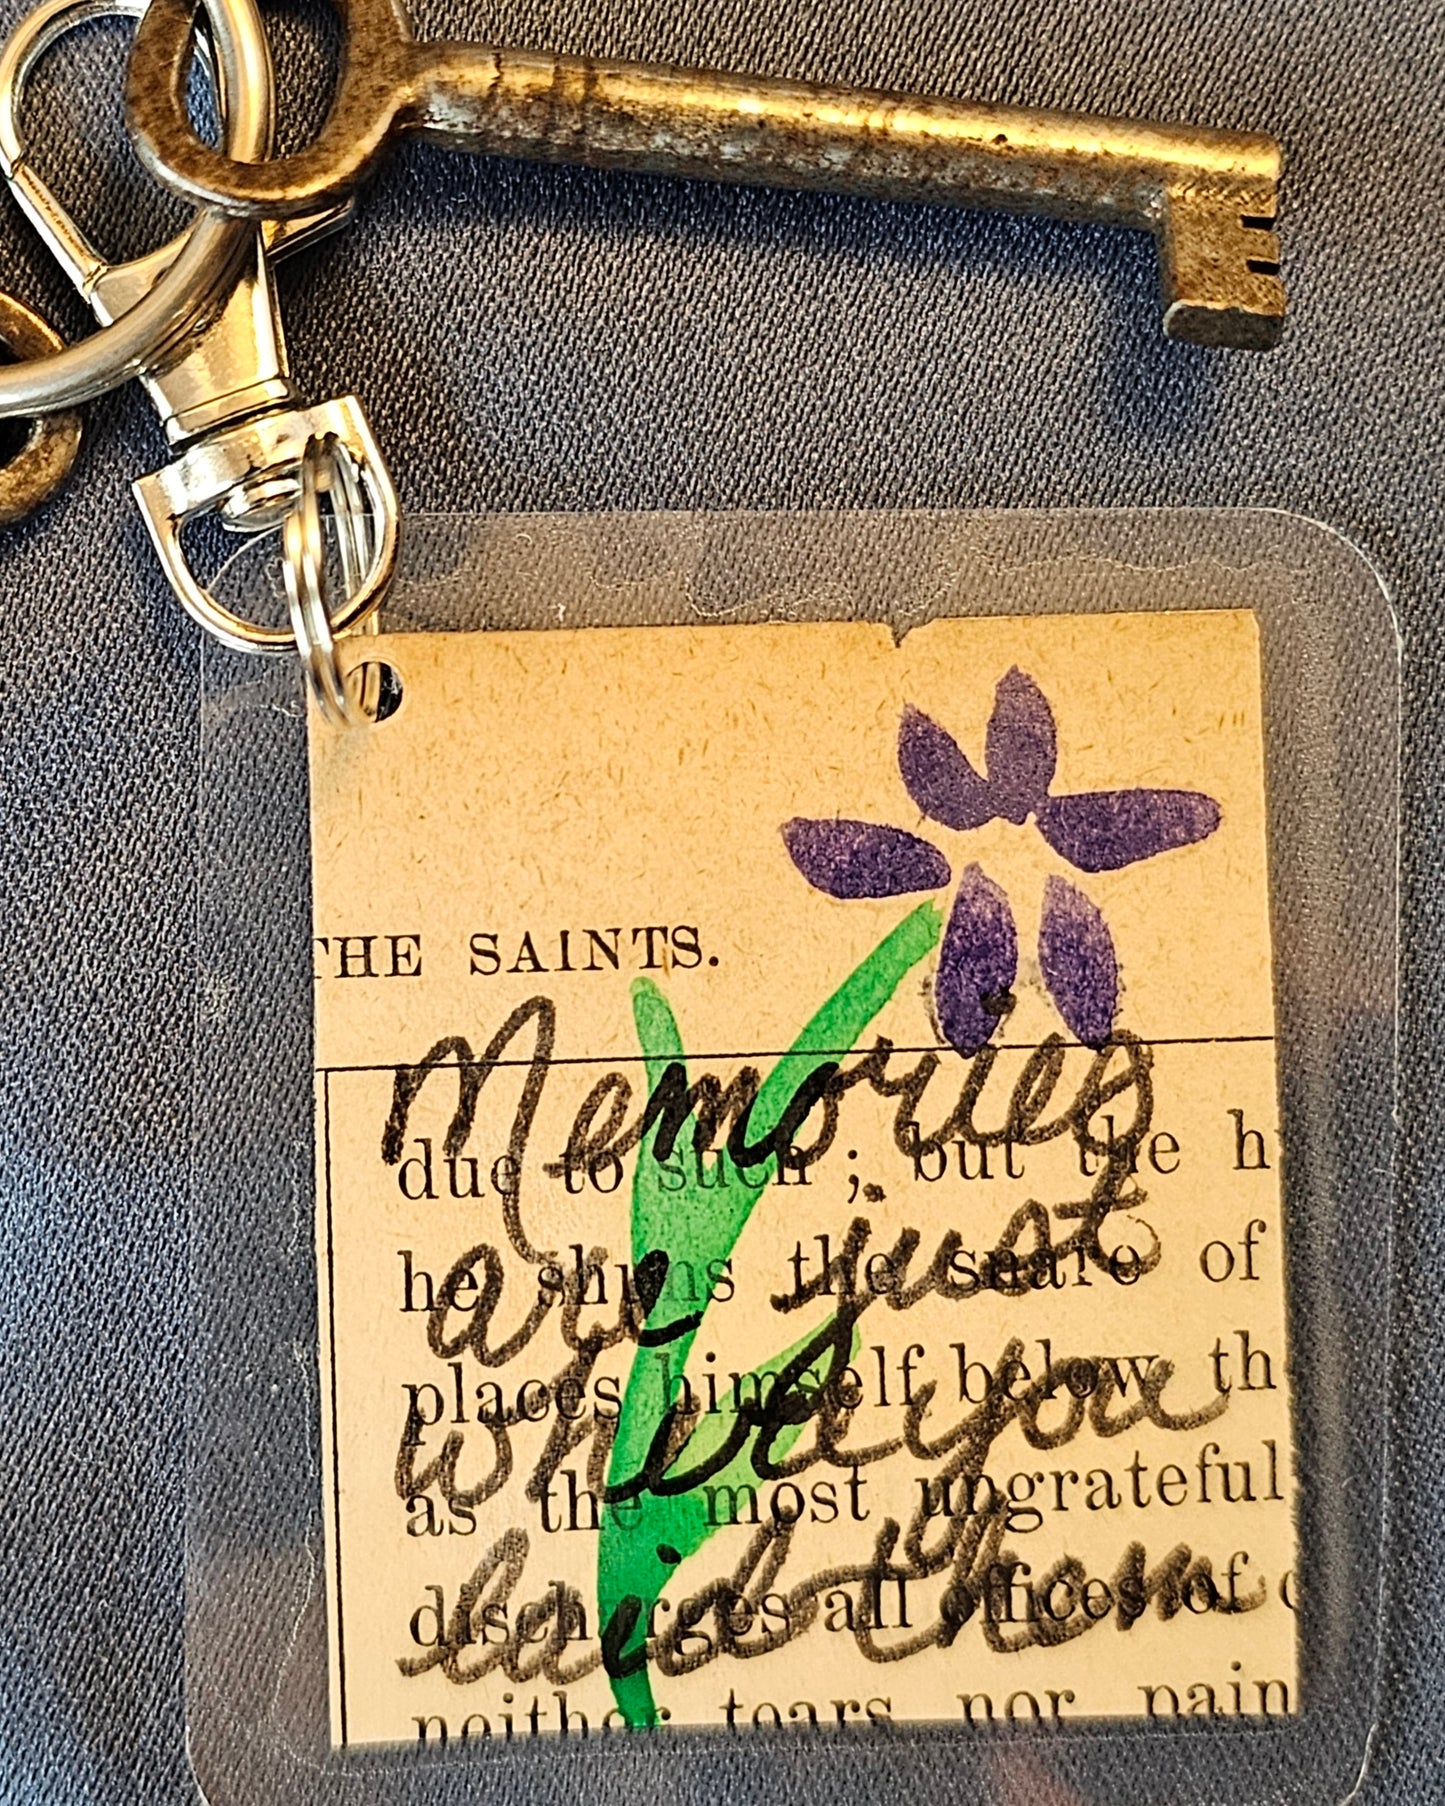 THE SAINTS.
Memories
due to such ; but the h
are just
he shuns the snare of
where you
places himself below th
as the most ungrateful
laid them
discharges all offices of
neither tears nor pain